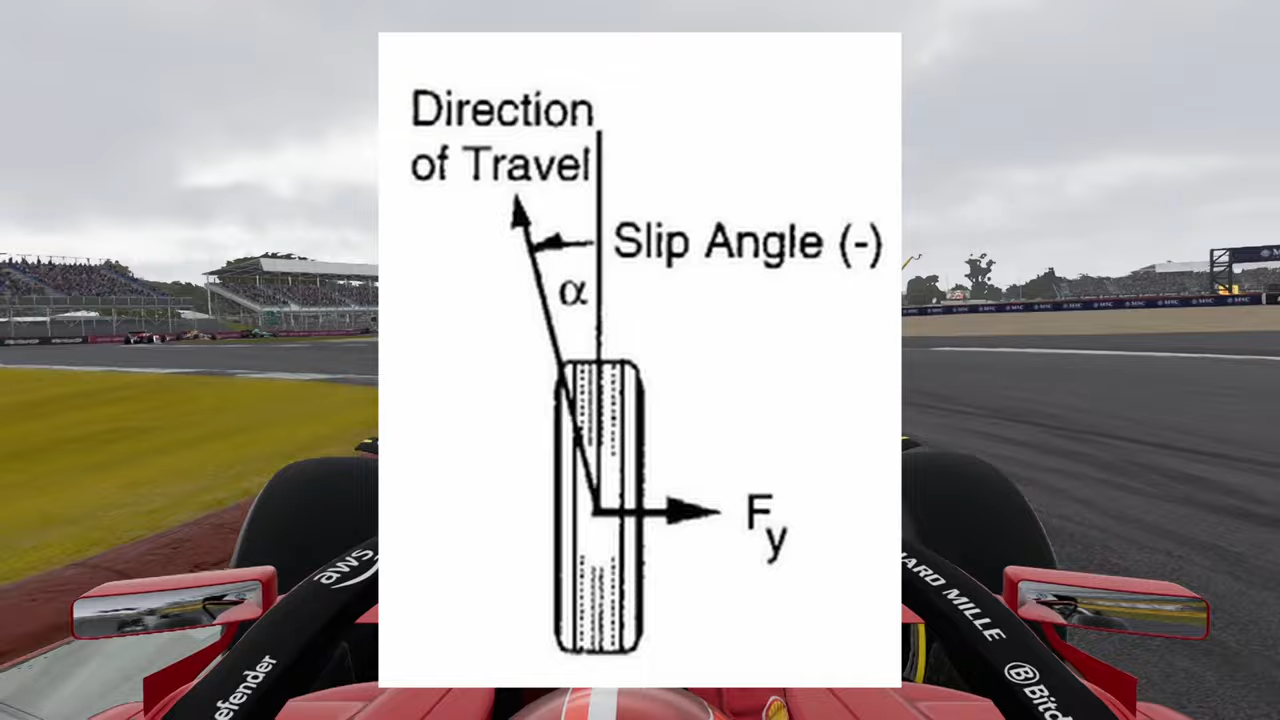 Direction
of Travel
Slip Angle (-)
α
Fy
aws
efender
ARD MILLE
Bitd